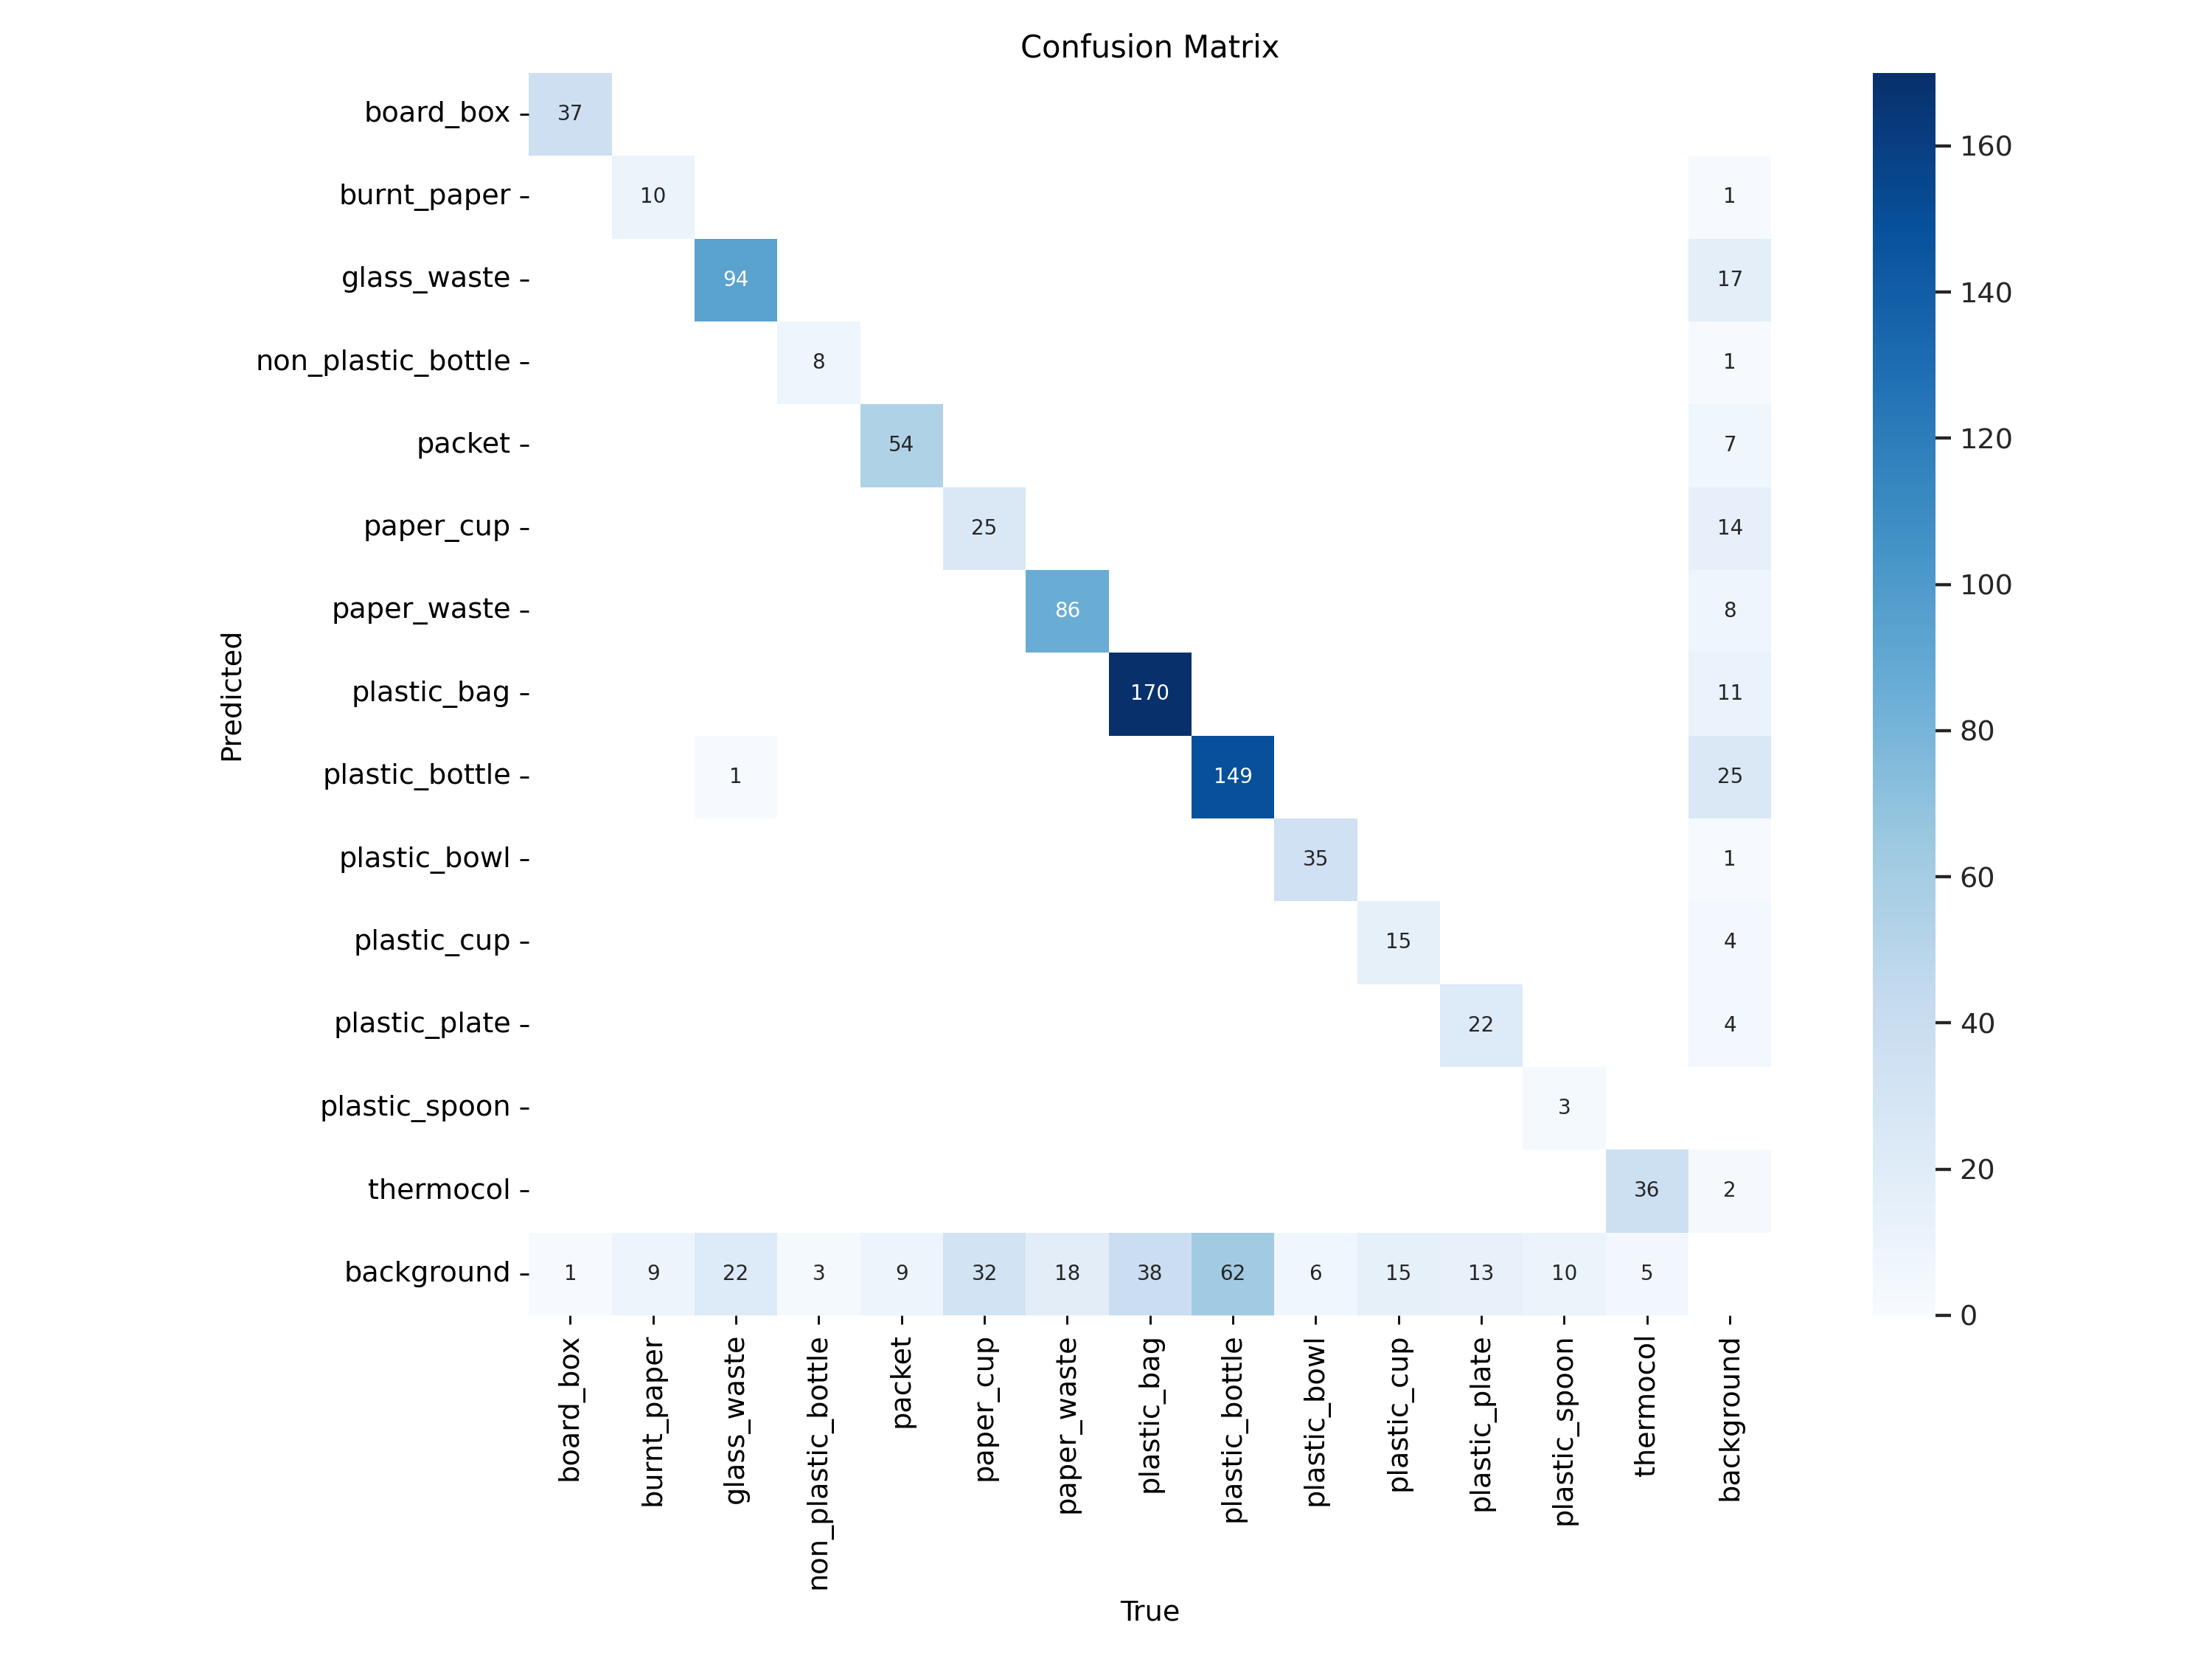 Confusion Matrix
board_box 37
burnt_paper 10 1
glass_waste 94 17
non_plastic_bottle 8 1
packet 54 7
paper_cup 25 14
paper_waste 86 8
plastic_bag 170 11
plastic_bottle 1 149 25
plastic_bowl 35 1
plastic_cup 15 4
plastic_plate 22 4
plastic_spoon 3
thermocol 36 2
background 1 9 22 3 9 32 18 38 62 6 15 13 10 5
Predicted
board_box
burnt_paper
glass_waste
non_plastic_bottle
packet
paper_cup
paper_waste
plastic_bag
plastic_bottle
plastic_bowl
plastic_cup
plastic_plate
plastic_spoon
thermocol
background
True
160
140
120
100
80
60
40
20
0